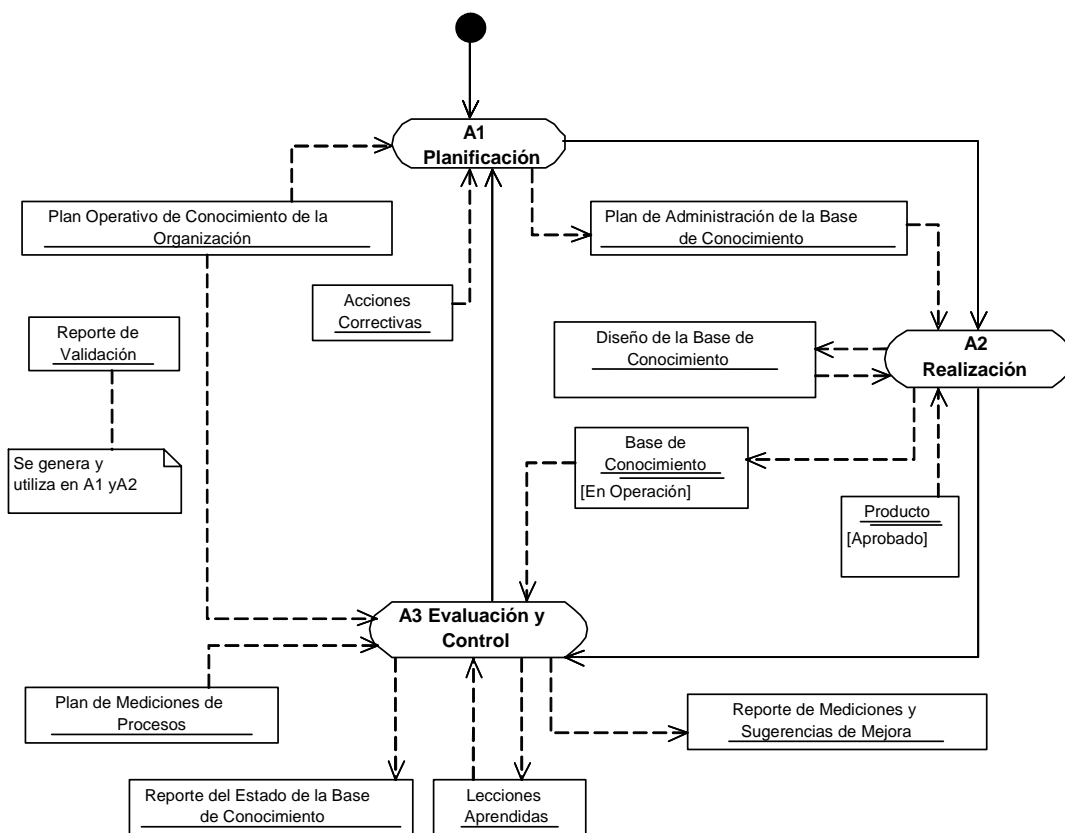 A1
Planificación
Plan Operativo de Conocimiento de la
Organización
Plan de Administración de la Base
de Conocimiento
Acciones
Correctivas
Reporte de
Validación
Diseño de la Base de
Conocimiento
A2
Realización
Se genera y
utiliza en A1 yA2
Base de
Conocimiento
[En Operación]
Producto
[Aprobado]
A3 Evaluación y
Control
Plan de Mediciones de
Procesos
Reporte de Mediciones y
Sugerencias de Mejora
Reporte del Estado de la Base
de Conocimiento
Lecciones
Aprendidas